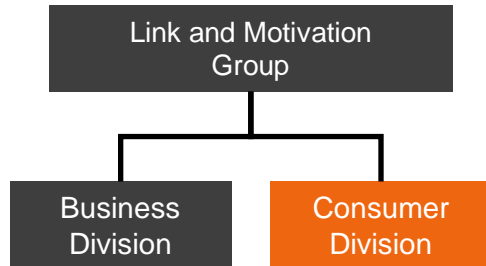 Link and Motivation
Group
Business
Division
Consumer
Division